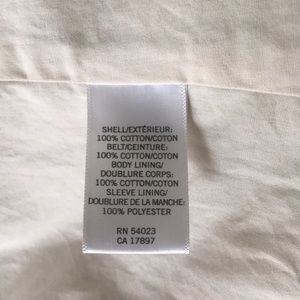 SHELL/EXTÉRIEUR:
100% COTTON/COTON
BELT/CEINTURE:
100% COTTON/COTON
BODY LINING/
DOUBLURE CORPS:
100% COTTON/COTON
SLEEVE LINING/
DOUBLURE DE LA MANCHE:
100% POLYESTER
RN 54023
CA 17897